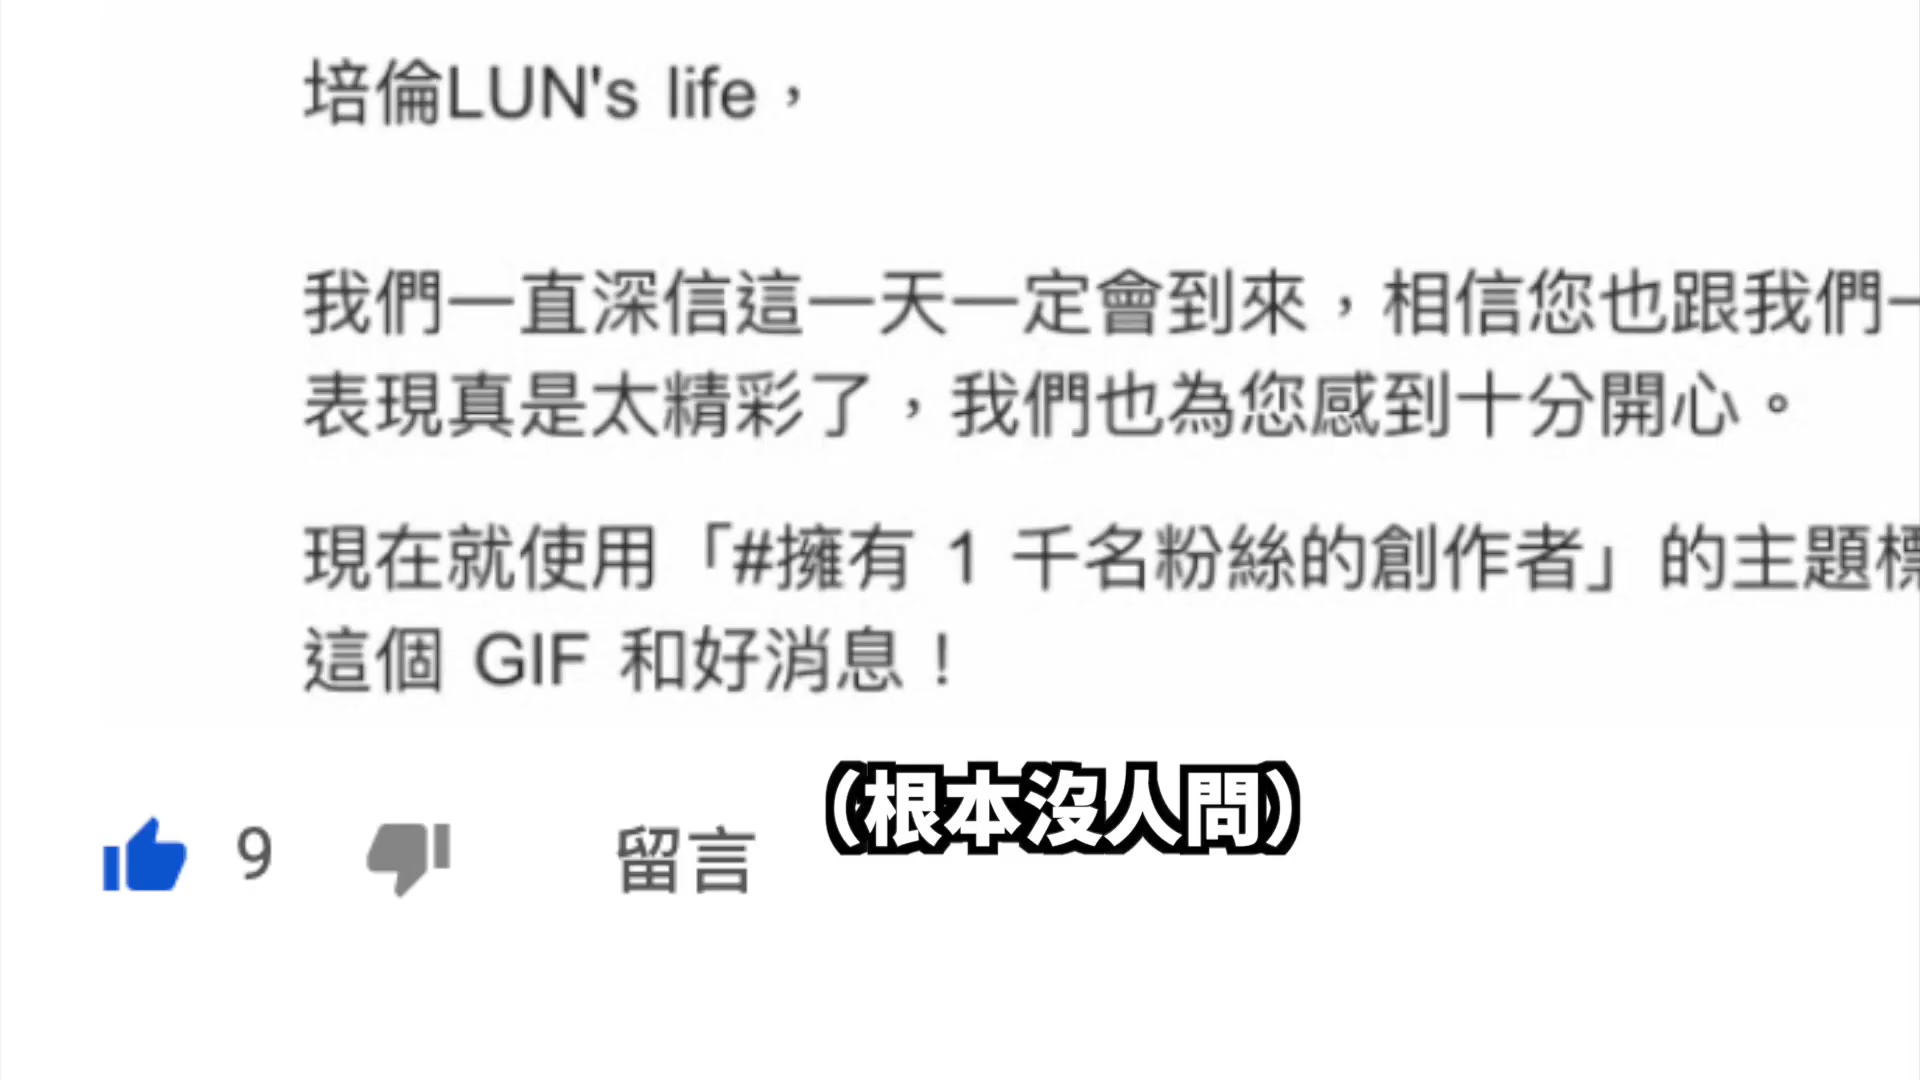 培倫LUN's life，
我們一直深信這一天一定會到來，相信您也跟我們一
表現真是太精彩了，我們也為您感到十分開心。
現在就使用「#擁有 1 千名粉絲的創作者」的主題標
這個 GIF 和好消息！
（根本沒人問）
9 留言